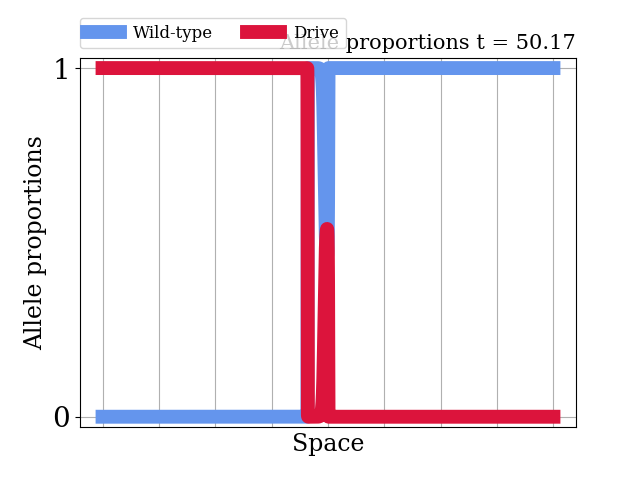 Wild-type Drive
Allele proportions t = 50.17
1
Allele proportions
0
Space